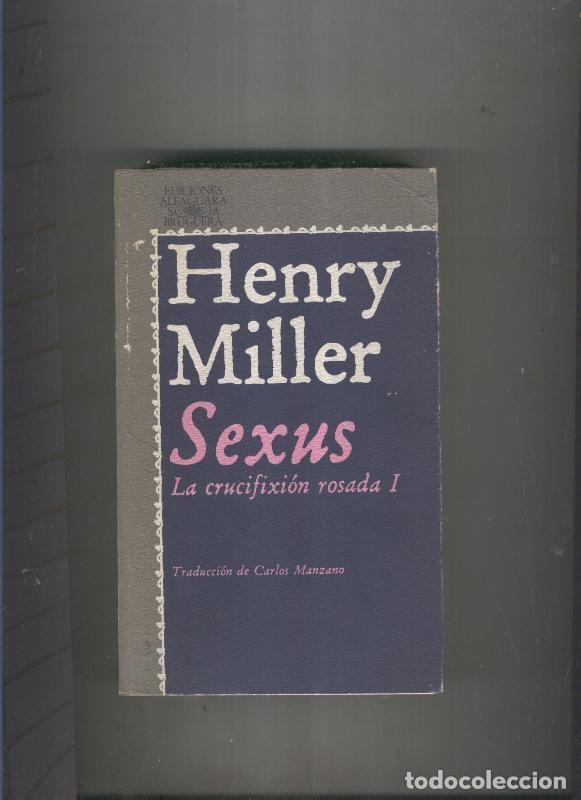 EDICIONES
ALFAGUARA
S.A.
BRUGUERA
Henry
Miller
Sexus
La crucifixión rosada I
Traducción de Carlos Manzano
todocoleccion